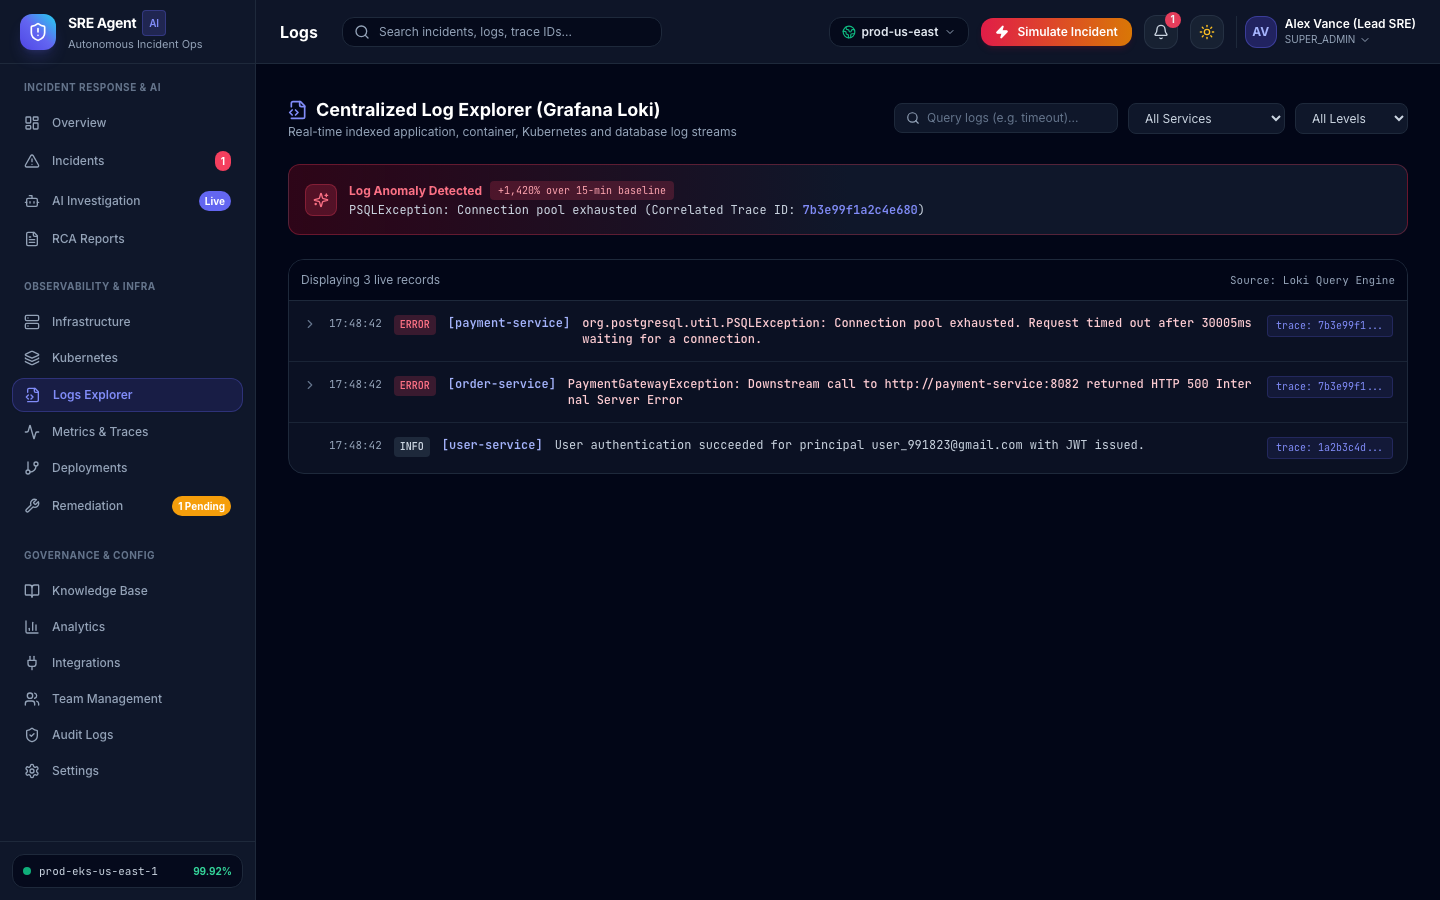 SRE Agent AI
Autonomous Incident Ops
INCIDENT RESPONSE & AI
Overview
Incidents 1
AI Investigation Live
RCA Reports
OBSERVABILITY & INFRA
Infrastructure
Kubernetes
Logs Explorer
Metrics & Traces
Deployments
Remediation 1 Pending
GOVERNANCE & CONFIG
Knowledge Base
Analytics
Integrations
Team Management
Audit Logs
Settings
prod-eks-us-east-1 99.92%
Logs
Search incidents, logs, trace IDs...
prod-us-east
Simulate Incident
1
AV
Alex Vance (Lead SRE)
SUPER_ADMIN
Centralized Log Explorer (Grafana Loki)
Real-time indexed application, container, Kubernetes and database log streams
Query logs (e.g. timeout)...
All Services
All Levels
Log Anomaly Detected +1,420% over 15-min baseline
PSQLException: Connection pool exhausted (Correlated Trace ID: 7b3e99f1a2c4e680)
Displaying 3 live records
Source: Loki Query Engine
17:48:42 ERROR [payment-service] org.postgresql.util.PSQLException: Connection pool exhausted. Request timed out after 30005ms
waiting for a connection.
trace: 7b3e99f1...
17:48:42 ERROR [order-service] PaymentGatewayException: Downstream call to http://payment-service:8082 returned HTTP 500 Inter
nal Server Error
trace: 7b3e99f1...
17:48:42 INFO [user-service] User authentication succeeded for principal user_991823@gmail.com with JWT issued.
trace: 1a2b3c4d...